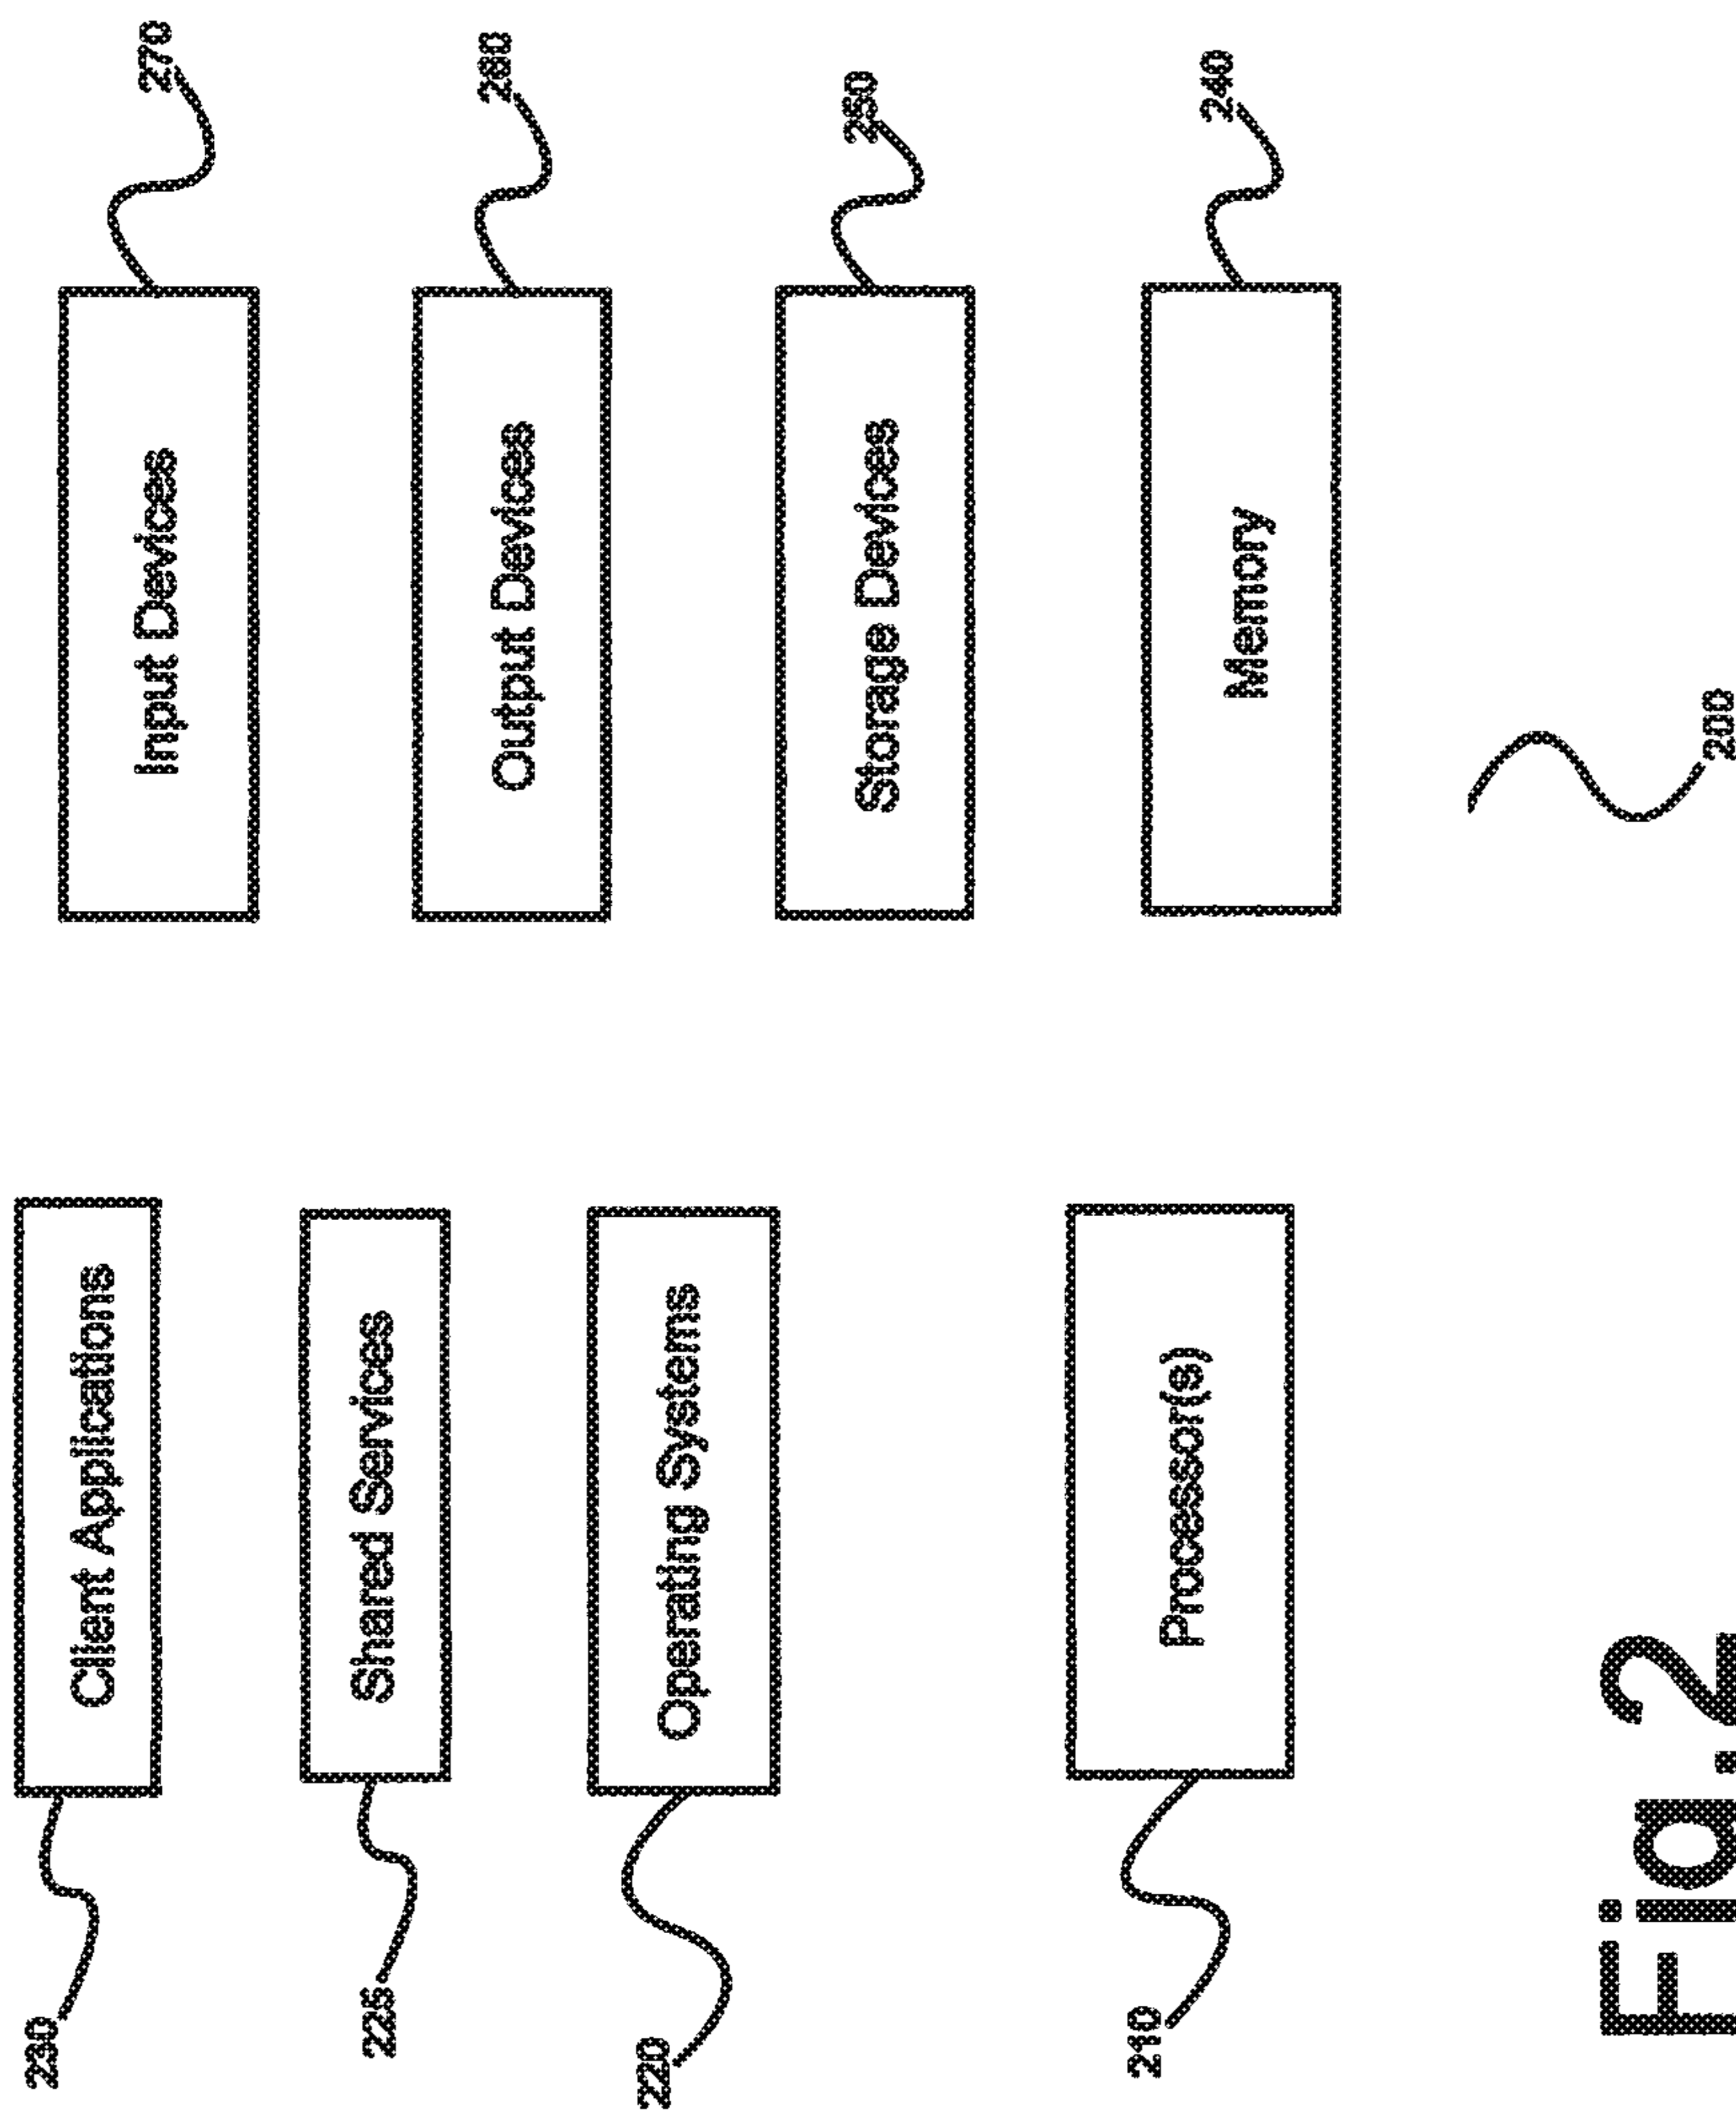 230
Client Applications
Input Devices
270
225
Shared Services
Output Devices
220
Operating Systems
Storage Devices
250
210
Processor(s)
Memory
240
200
Fig. 2